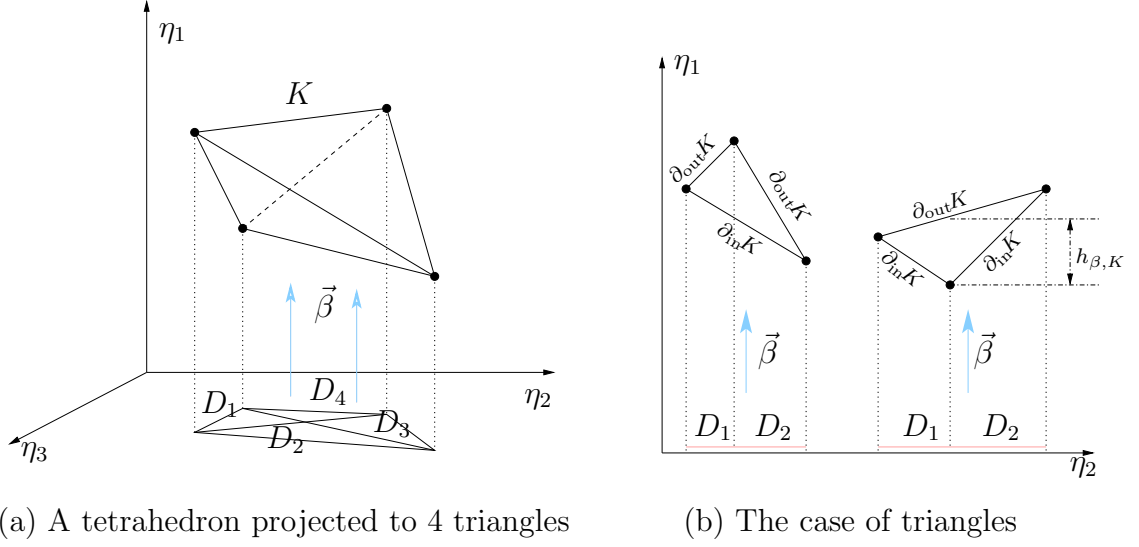 η₁
K
β⃗
η₂
η₃
D₁
D₄
D₂
D₃
(a) A tetrahedron projected to 4 triangles
η₁
∂ₒᵤₜK
∂ₒᵤₜK
∂ᵢₙK
∂ₒᵤₜK
∂ᵢₙK
∂ᵢₙK
h_{β,K}
β⃗
β⃗
D₁ D₂
D₁ D₂
η₂
(b) The case of triangles